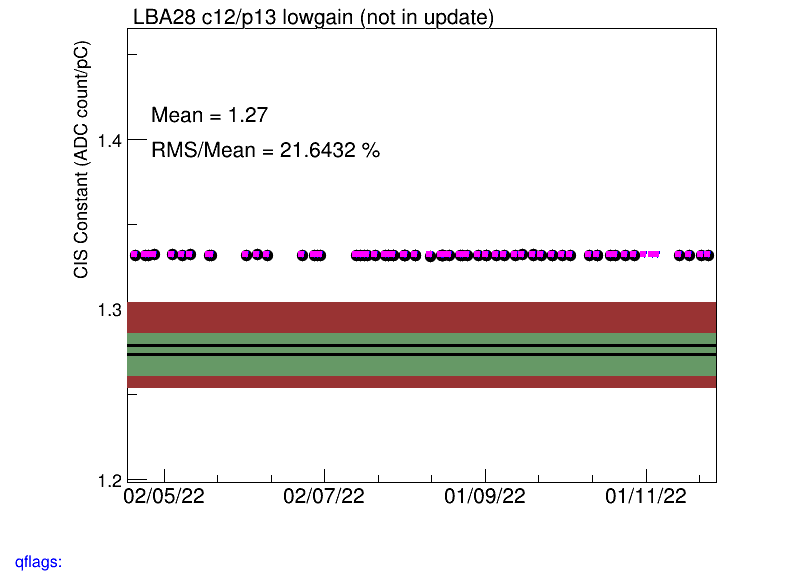 LBA28 c12/p13 lowgain (not in update)
CIS Constant (ADC count/pC)
Mean = 1.27
RMS/Mean = 21.6432 %
1.4
1.3
1.2
02/05/22
02/07/22
01/09/22
01/11/22
qflags: